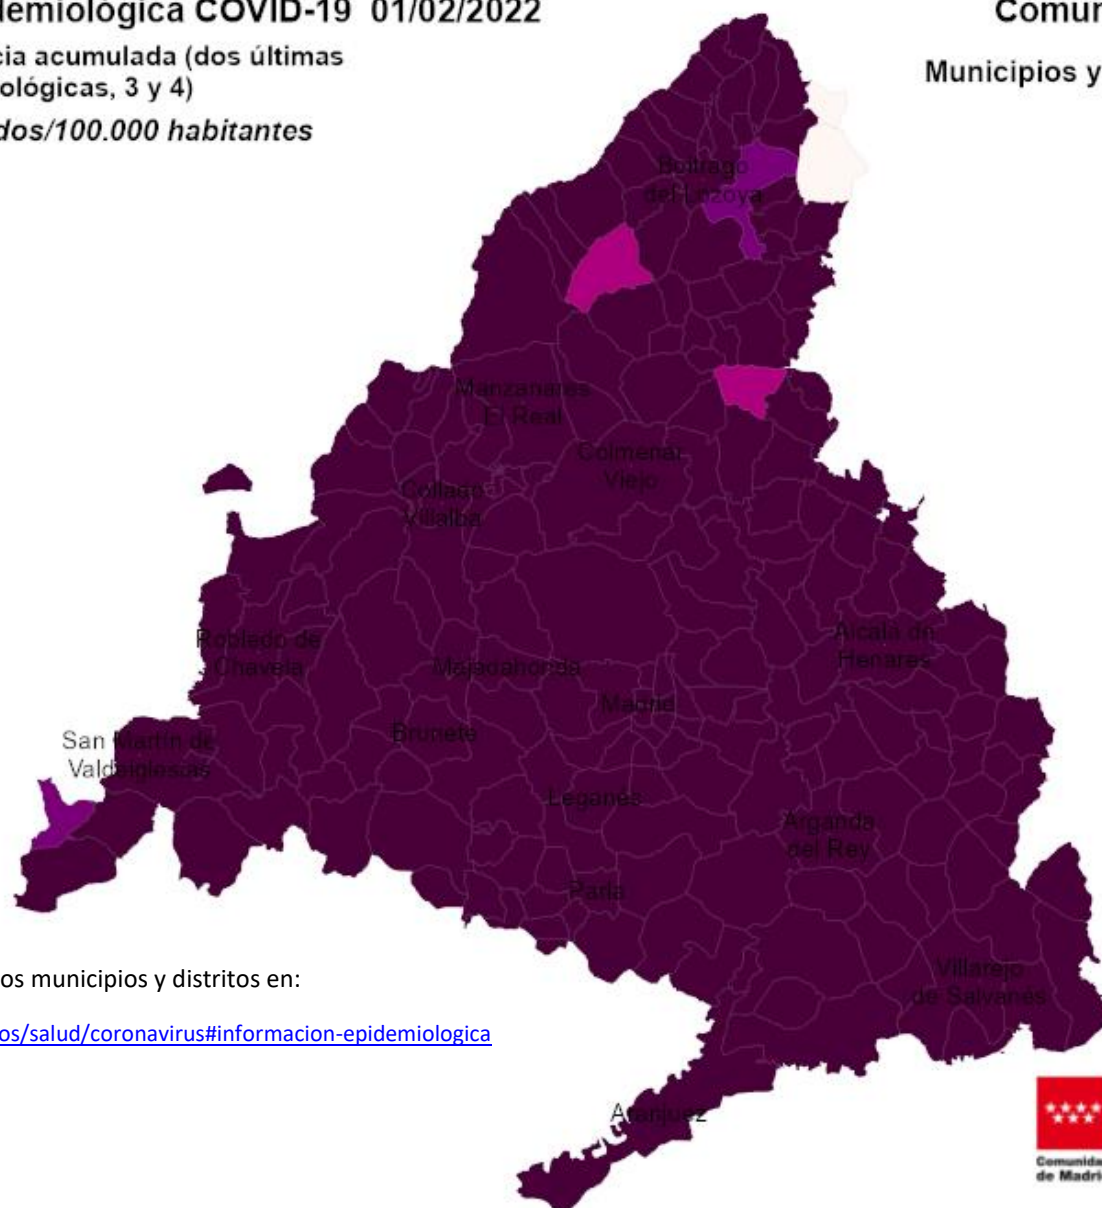 demiológica COVID-19 01/02/2022
Comun
cia acumulada (dos últimas
ológicas, 3 y 4)
Municipios y
dos/100.000 habitantes
Buitrago
del Lozoya
Manzanares
El Real
Colmenar
Viejo
Collado
Villalba
Robledo de
Chavela
Alcalá de
Henares
Majadahonda
Madrid
San Martín de
Valdeiglesias
Brunete
Leganés
Arganda
del Rey
Parla
Villarejo
de Salvanés
os municipios y distritos en:
os/salud/coronavirus#informacion-epidemiologica
Aranjuez
Comunida
de Madri